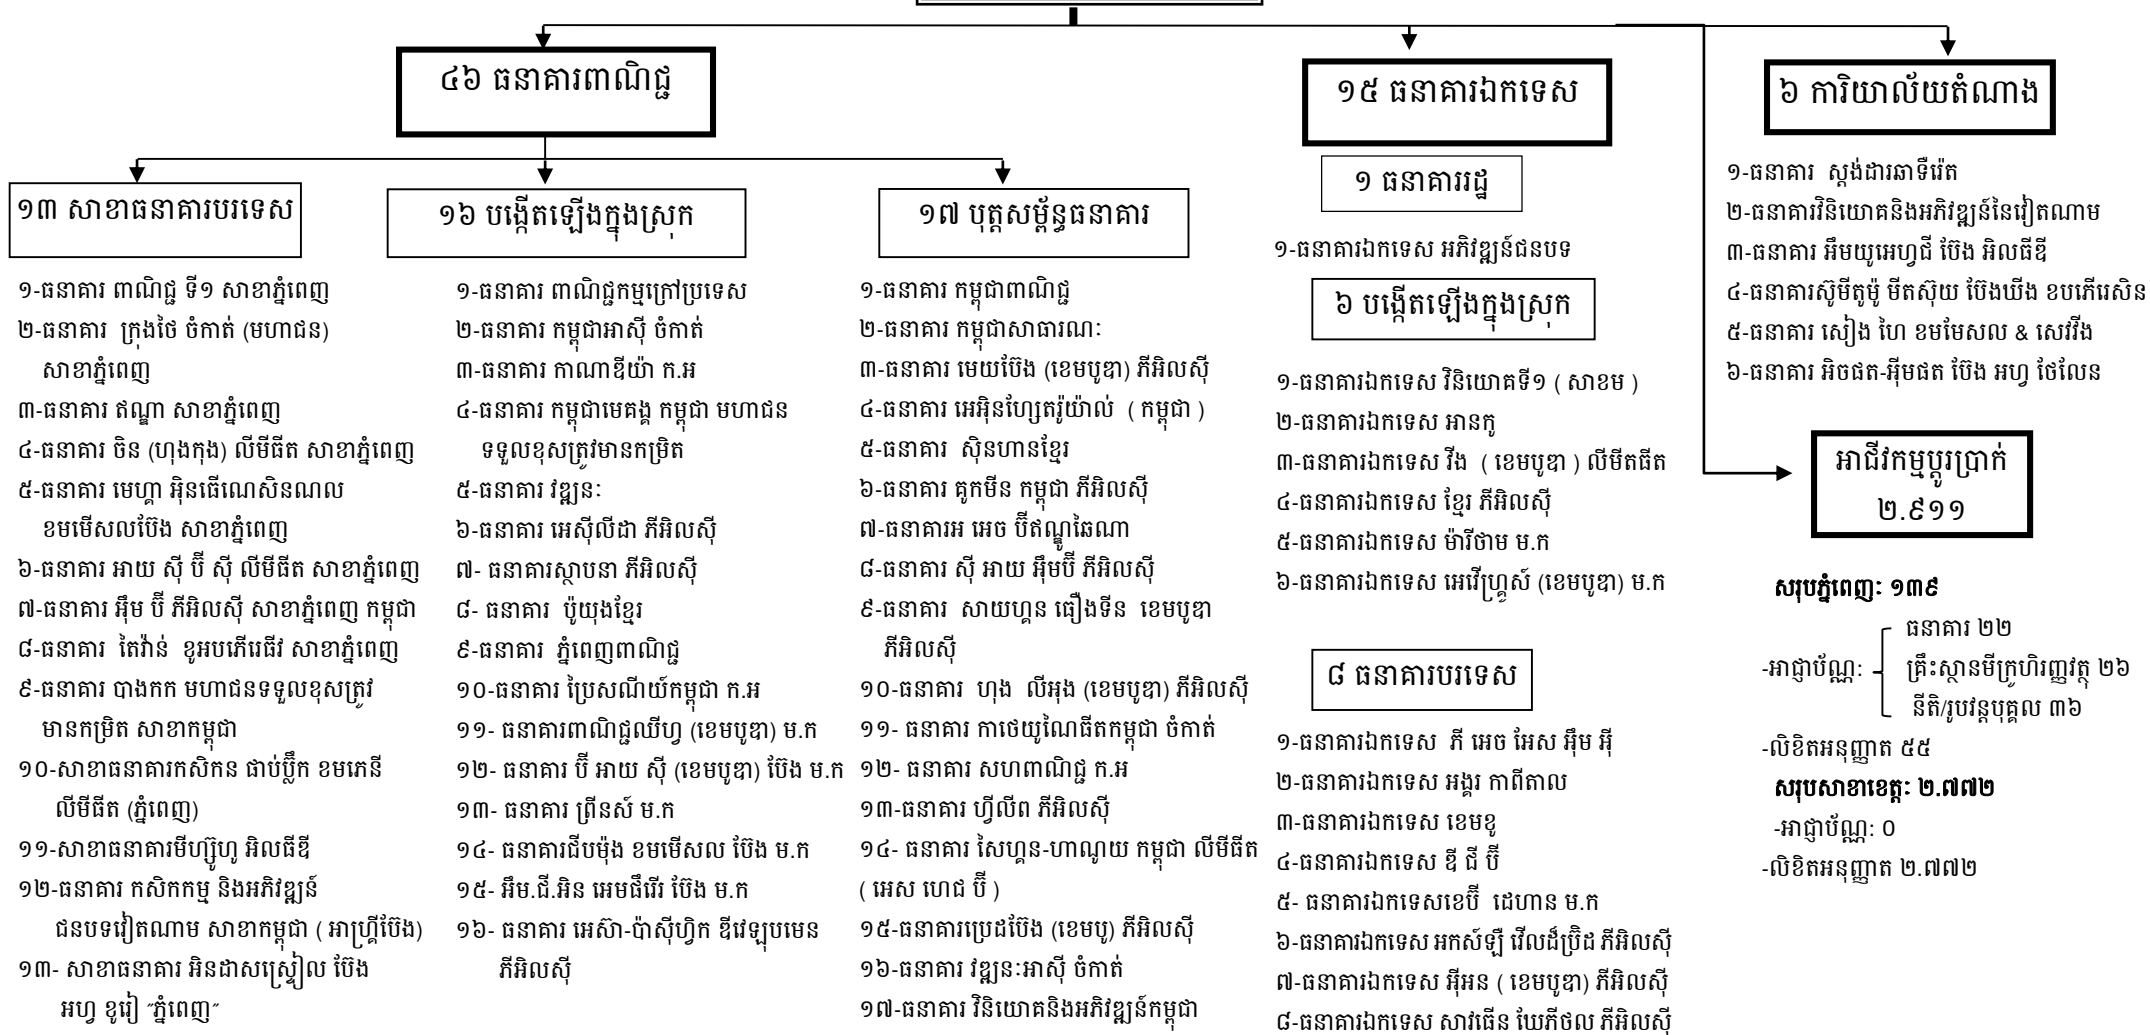 ៤៦ ធនាគារពាណិជ្ជ
១៣ សាខាធនាគារបរទេស
១-ធនាគារ ពាណិជ្ជ ទី១ សាខាភ្នំពេញ
២-ធនាគារ ក្រុងថៃ ចំកាត់ (មហាជន)
សាខាភ្នំពេញ
៣-ធនាគារ ឥណ្ឌា សាខាភ្នំពេញ
៤-ធនាគារ ចិន (ហុងកុង) លីមីធីត សាខាភ្នំពេញ
៥-ធនាគារ មេហ្គា អ៊ិនធើណេសិនណល
ខមមើសលប៊ែង សាខាភ្នំពេញ
៦-ធនាគារ អាយ ស៊ី ប៊ី ស៊ី លីមីធីត សាខាភ្នំពេញ
៧-ធនាគារ អ៊ឹម ប៊ី ភីអិលស៊ី សាខាភ្នំពេញ កម្ពុជា
៨-ធនាគារ តៃវ៉ាន់ ខូអបភើរេធីវ សាខាភ្នំពេញ
៩-ធនាគារ បាងកក មហាជនទទួលខុសត្រូវ
មានកម្រិត សាខាកម្ពុជា
១០-សាខាធនាគារកសិកន ផាប់ប្ល៊ឹក ខមភេនី
លីមីធីត (ភ្នំពេញ)
១១-សាខាធនាគារមីហ្ស៊ូហូ អិលធីឌី
១២-ធនាគារ កសិកកម្ម និងអភិវឌ្ឍន៍
ជនបទវៀតណាម សាខាកម្ពុជា ( អាហ្គ្រីប៊ែង)
១៣- សាខាធនាគារ អិនដាសស្ទ្រៀល ប៊ែង
អហ្វ ខូរៀ ˝ភ្នំពេញ˝
១៦ បង្កើតឡើងក្នុងស្រុក
១-ធនាគារ ពាណិជ្ជកម្មក្រៅប្រទេស
២-ធនាគារ កម្ពុជាអាស៊ី ចំកាត់
៣-ធនាគារ កាណាឌីយ៉ា ក.អ
៤-ធនាគារ កម្ពុជាមេគង្គ កម្ពុជា មហាជន
ទទួលខុសត្រូវមានកម្រិត
៥-ធនាគារ វឌ្ឍនៈ
៦-ធនាគារ អេស៊ីលីដា ភីអិលស៊ី
៧- ធនាគារស្ថាបនា ភីអិលស៊ី
៨- ធនាគារ ប៉ូយុងខ្មែរ
៩-ធនាគារ ភ្នំពេញពាណិជ្ជ
១០-ធនាគារ ប្រៃសណីយ៍កម្ពុជា ក.អ
១១- ធនាគារពាណិជ្ជឈីហ្វ (ខេមបូឌា) ម.ក
១២- ធនាគារ ប៊ី អាយ ស៊ី (ខេមបូឌា) ប៊ែង ម.ក
១៣- ធនាគារ ព្រីនស៍ ម.ក
១៤- ធនាគារជីបម៉ុង ខមមើសល ប៊ែង ម.ក
១៥- អឹម.ជី.អិន អេមផឺរើរ ប៊ែង ម.ក
១៦- ធនាគារ អេស៊ា-ប៉ាស៊ីហ្វិក ឌីវេឡុបមេន
ភីអិលស៊ី
១៧ បុត្តសម្ព័ន្ធធនាគារ
១-ធនាគារ កម្ពុជាពាណិជ្ជ
២-ធនាគារ កម្ពុជាសាធារណៈ
៣-ធនាគារ មេយប៊ែង (ខេមបូឌា) ភីអិលស៊ី
៤-ធនាគារ អេអ៊ិនហ្សែតរ៉ូយ៉ាល់ ( កម្ពុជា )
៥-ធនាគារ ស៊ិនហានខ្មែរ
៦-ធនាគារ គូកមីន កម្ពុជា ភីអិលស៊ី
៧-ធនាគារអ អេច ប៊ីឥណ្ឌូឆៃណា
៨-ធនាគារ ស៊ី អាយ អ៊ឹមប៊ី ភីអិលស៊ី
៩-ធនាគារ សាយហ្គន ធឿងទីន ខេមបូឌា
ភីអិលស៊ី
១០-ធនាគារ ហុង លីអុង (ខេមបូឌា) ភីអិលស៊ី
១១- ធនាគារ កាថេយូណៃធីតកម្ពុជា ចំកាត់
១២- ធនាគារ សហពាណិជ្ជ ក.អ
១៣-ធនាគារ ហ្វីលីព ភីអិលស៊ី
១៤- ធនាគារ សៃហ្គន-ហាណូយ កម្ពុជា លីមីធីត
( អេស ហេជ ប៊ី )
១៥-ធនាគារប្រេដប៊ែង (ខេមបូ) ភីអិលស៊ី
១៦-ធនាគារ វឌ្ឍនៈអាស៊ី ចំកាត់
១៧-ធនាគារ វិនិយោគនិងអភិវឌ្ឍន៍កម្ពុជា
១៥ ធនាគារឯកទេស
១ ធនាគាររដ្ឋ
១-ធនាគារឯកទេស អភិវឌ្ឍន៍ជនបទ
៦ បង្កើតឡើងក្នុងស្រុក
១-ធនាគារឯកទេស វិនិយោគទី១ ( សាខម )
២-ធនាគារឯកទេស អានកូ
៣-ធនាគារឯកទេស វីង ( ខេមបូឌា ) លីមីតធីត
៤-ធនាគារឯកទេស ខ្មែរ ភីអិលស៊ី
៥-ធនាគារឯកទេស ម៉ារីថាម ម.ក
៦-ធនាគារឯកទេស អេវើហ្គ្រូស៍ (ខេមបូឌា) ម.ក
៨ ធនាគារបរទេស
១-ធនាគារឯកទេស ភី អេច អែស អ៊ឹម អ៊ី
២-ធនាគារឯកទេស អង្គរ កាពីតាល
៣-ធនាគារឯកទេស ខេមខូ
៤-ធនាគារឯកទេស ឌី ជី ប៊ី
៥- ធនាគារឯកទេសខេប៊ី ដេហាន ម.ក
៦-ធនាគារឯកទេស អកស៍ឡឺ វើលដ៏ប្រ៊ិដ ភីអិលស៊ី
៧-ធនាគារឯកទេស អ៊ីអន ( ខេមបូឌា) ភីអិលស៊ី
៨-ធនាគារឯកទេស សាវធើន ឃែភីថល ភីអិលស៊ី
៦ ការិយាល័យតំណាង
១-ធនាគារ ស្តង់ដារឆាទឺរ៉េត
២-ធនាគារវិនិយោគនិងអភិវឌ្ឍន៍នៃវៀតណាម
៣-ធនាគារ អឹមយូអេហ្វជី ប៊ែង អិលធីឌី
៤-ធនាគារស៊ូមីតូម៉ូ មីតស៊ុយ ប៊ែងឃីង ខបភើរេសិន
៥-ធនាគារ សៀង ហៃ ខមមែសល & សេវវីង
៦-ធនាគារ អិចផត-អ៊ីមផត ប៊ែង អហ្វ ថៃលែន
អាជីវកម្មប្តូរប្រាក់
២.៩១១
សរុបភ្នំពេញ: ១៣៩
ធនាគារ ២២
-អាជ្ញាប័ណ្ណ: គ្រឹះស្ថានមីក្រូហិរញ្ញវត្ថុ ២៦
នីតិ/រូបវន្តបុគ្គល ៣៦
-លិខិតអនុញ្ញាត ៥៥
សរុបសាខាខេត្ត: ២.៧៧២
-អាជ្ញាប័ណ្ណ: 0
-លិខិតអនុញ្ញាត ២.៧៧២